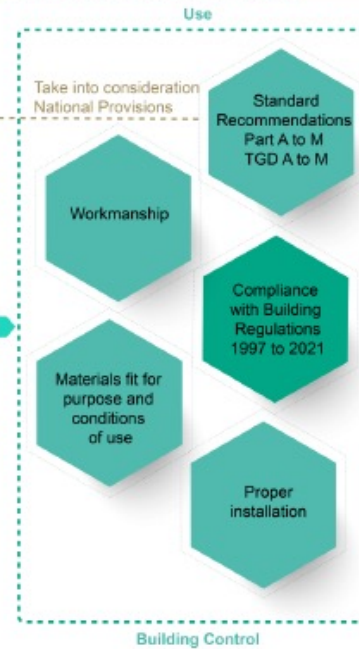 Use
Take into consideration
National Provisions
Standard
Recommendations
Part A to M
TGD A to M
Workmanship
Compliance
with Building
Regulations
1997 to 2021
Materials fit for
purpose and
conditions
of use
Proper
installation
Building Control